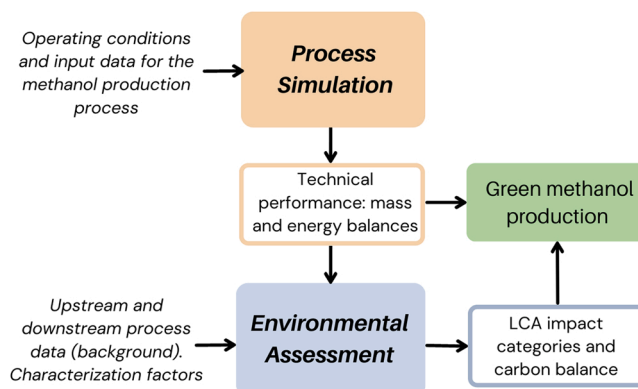 Operating conditions
and input data for the
methanol production
process
Process
Simulation
Technical
performance: mass
and energy balances
Green methanol
production
Upstream and
downstream process
data (background).
Characterization factors
Environmental
Assessment
LCA impact
categories and
carbon balance